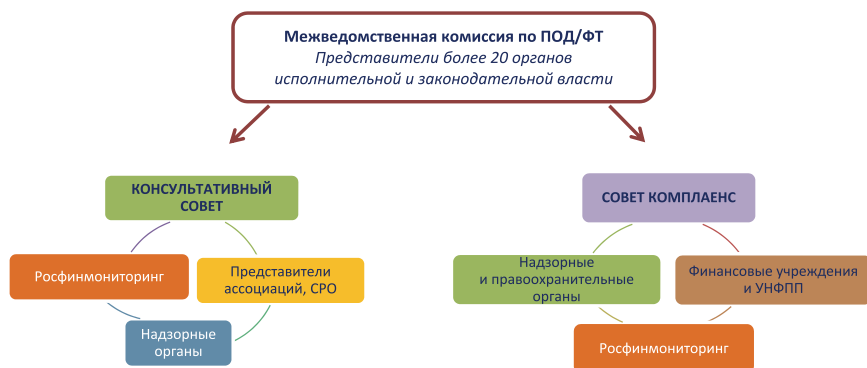 Межведомственная комиссия по ПОД/ФТ
Представители более 20 органов
исполнительной и законодательной власти
КОНСУЛЬТАТИВНЫЙ
СОВЕТ
Росфинмониторинг
Представители
ассоциаций, СРО
Надзорные
органы
СОВЕТ КОМПЛАЕНС
Надзорные
и правоохранительные
органы
Финансовые учреждения
и УНФПП
Росфинмониторинг